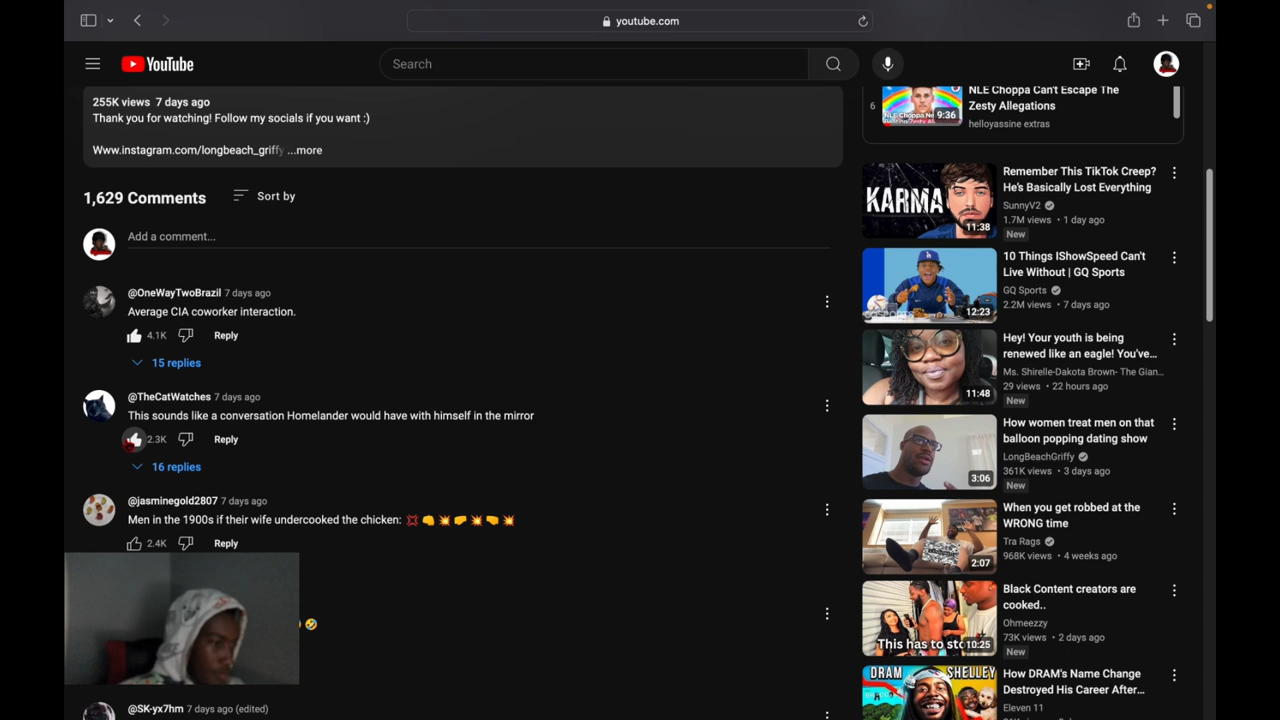 youtube.com
YouTube
Search
255K views 7 days ago
Thank you for watching! Follow my socials if you want :)
Www.instagram.com/longbeach_griffy ...more
1,629 Comments
Sort by
Add a comment...
@OneWayTwoBrazil 7 days ago
Average CIA coworker interaction.
4.1K
Reply
15 replies
@TheCatWatches 7 days ago
This sounds like a conversation Homelander would have with himself in the mirror
2.3K
Reply
16 replies
@jasminegold2807 7 days ago
Men in the 1900s if their wife undercooked the chicken: 💢👊💥🤛💥🤜💥
2.4K
Reply
🤣
@SK-yx7hm 7 days ago (edited)
6
9:36
NLE Choppa Can't Escape The
Zesty Allegations
helloyassine extras
KARMA
11:38
Remember This TikTok Creep?
He's Basically Lost Everything
SunnyV2
1.7M views • 1 day ago
New
12:23
10 Things IShowSpeed Can't
Live Without | GQ Sports
GQ Sports
2.2M views • 7 days ago
11:48
Hey! Your youth is being
renewed like an eagle! You've...
Ms. Shirelle-Dakota Brown- The Gian...
29 views • 22 hours ago
New
3:06
How women treat men on that
balloon popping dating show
LongBeachGriffy
361K views • 3 days ago
New
2:07
When you get robbed at the
WRONG time
Tra Rags
968K views • 4 weeks ago
This has to sto
10:25
Black Content creators are
cooked..
Ohmeezzy
73K views • 2 days ago
New
DRAM
SHELLEY
How DRAM's Name Change
Destroyed His Career After...
Eleven 11